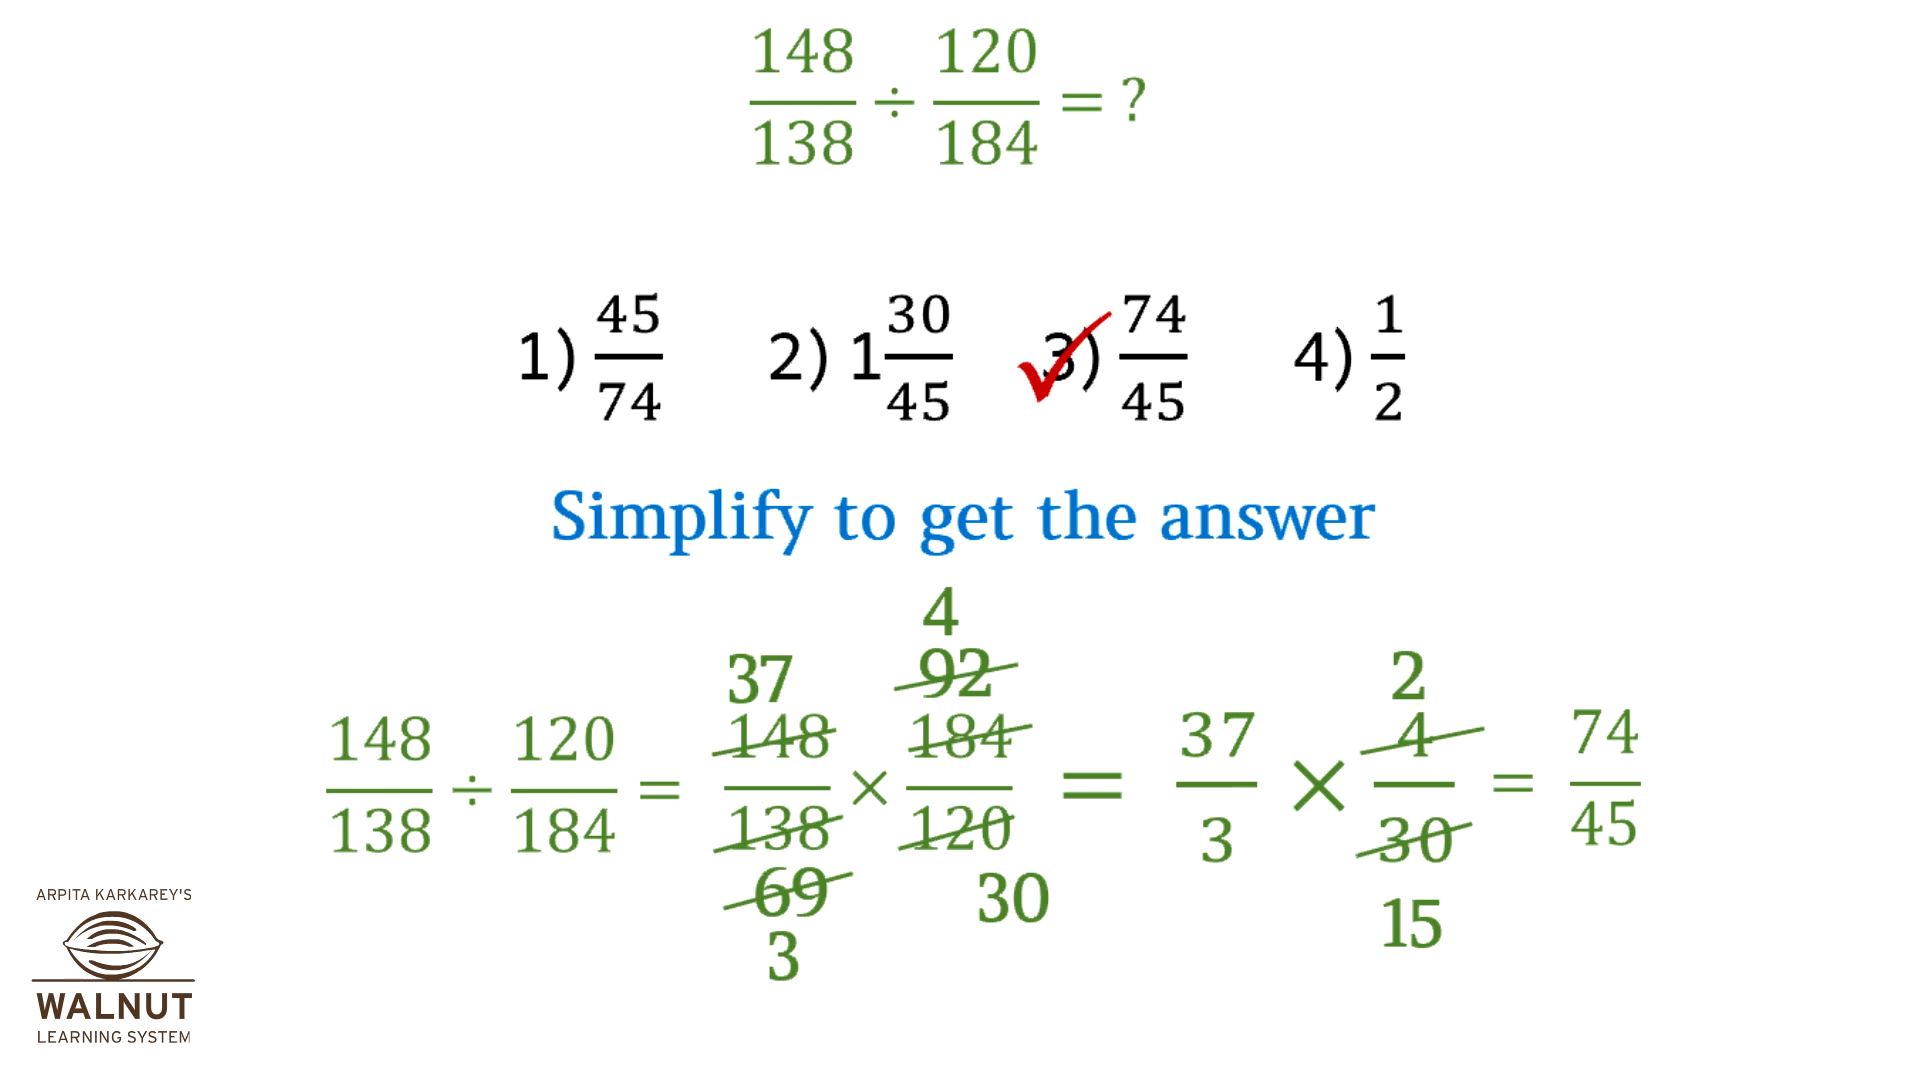 148/138 ÷ 120/184 = ?
1) 45/74 2) 1 30/45 3) 74/45 4) 1/2
Simplify to get the answer
4
37 92 2
148/138 ÷ 120/184 = 148/138 × 184/120 = 37/3 × 4/30 = 74/45
69 30 15
3
ARPITA KARKAREY'S
WALNUT
LEARNING SYSTEM